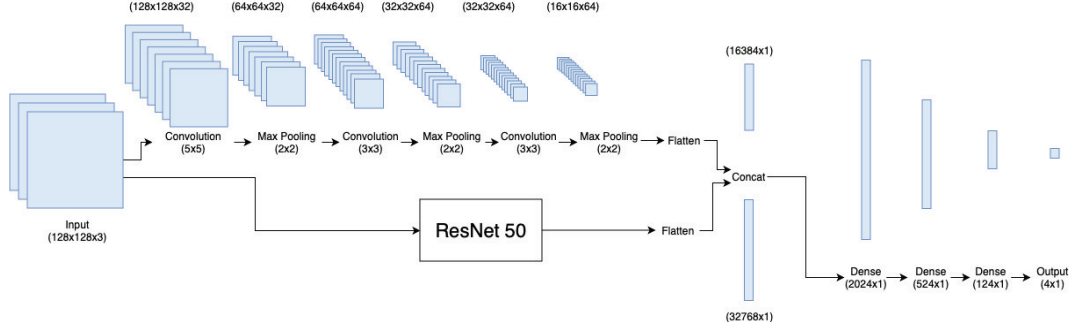 (128x128x32)
(64x64x32)
(64x64x64)
(32x32x64)
(32x32x64)
(16x16x64)
(16384x1)
Convolution
(5x5)
Max Pooling
(2x2)
Convolution
(3x3)
Max Pooling
(2x2)
Convolution
(3x3)
Max Pooling
(2x2)
Flatten
Concat
Input
(128x128x3)
ResNet 50
Flatten
Dense
(2024x1)
Dense
(524x1)
Dense
(124x1)
Output
(4x1)
(32768x1)